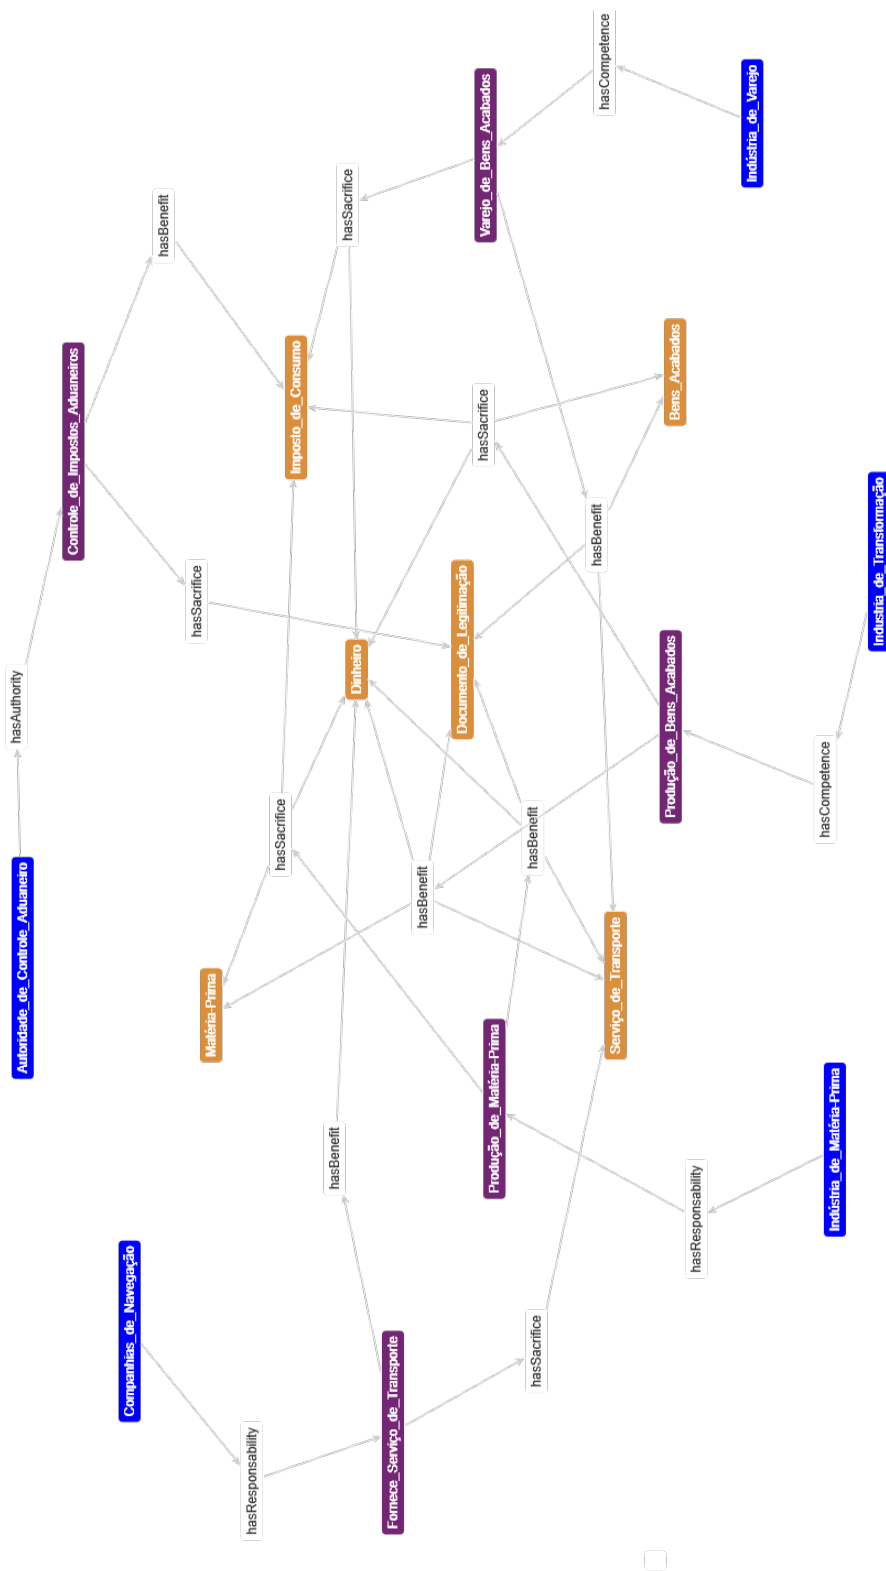 hasAuthority
Autoridade_de_Controle_Aduaneiro
Controle_de_Impostos_Aduaneiros
Companhias_de_Navegação
hasBenefit
hasSacrifice
Matéria-Prima
hasResponsability
hasSacrifice
Imposto_de_Consumo
hasBenefit
hasSacrifice
Dinheiro
Fornece_Serviço_de_Transporte
hasBenefit
Documento_de_Legitimação
hasSacrifice
Varejo_de_Bens_Acabados
Produção_de_Matéria-Prima
hasBenefit
hasSacrifice
hasBenefit
hasCompetence
Serviço_de_Transporte
Produção_de_Bens_Acabados
Bens_Acabados
hasResponsability
Indústria_de_Varejo
hasCompetence
Indústria_de_Matéria-Prima
Industria_de_Transformação